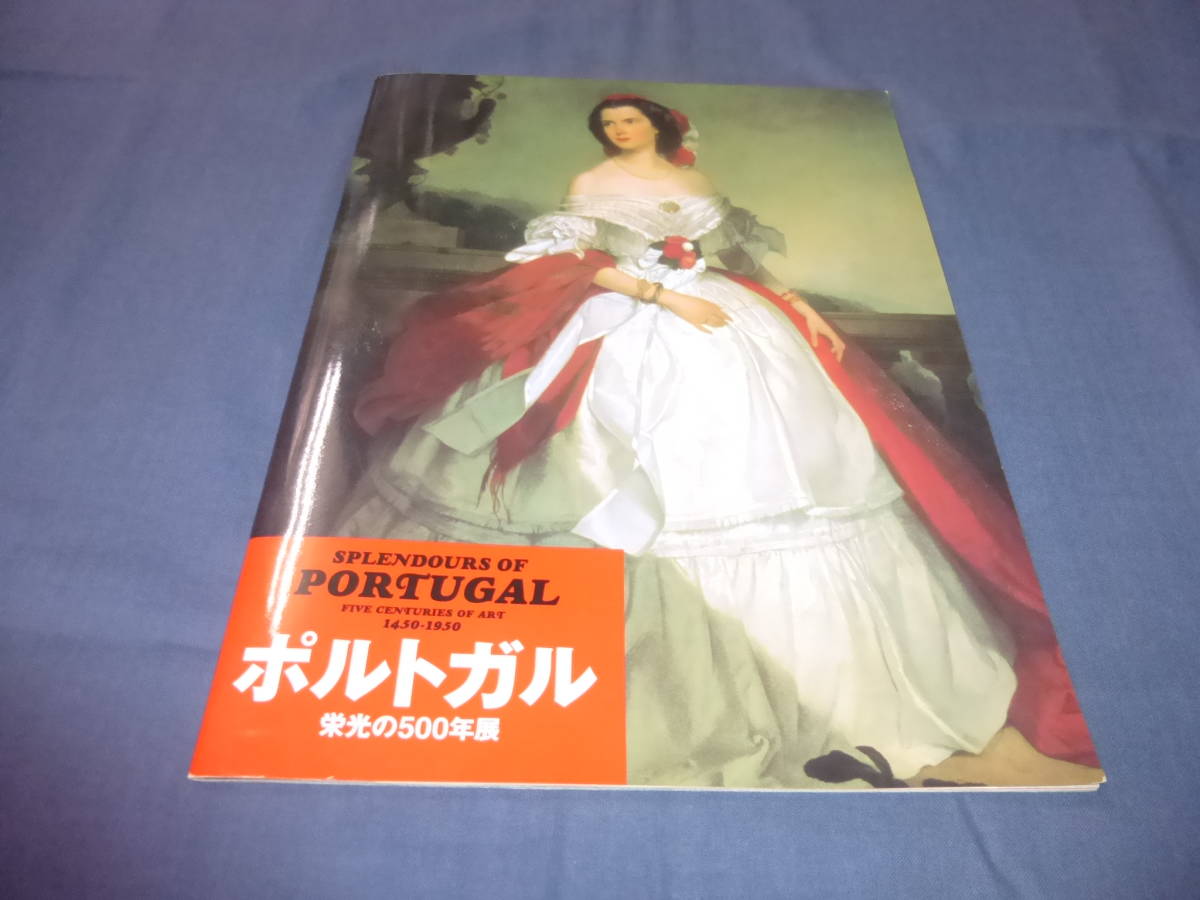 SPLENDOURS OF
PORTUGAL
FIVE CENTURIES OF ART
1450-1950
ポルトガル
栄光の500年展